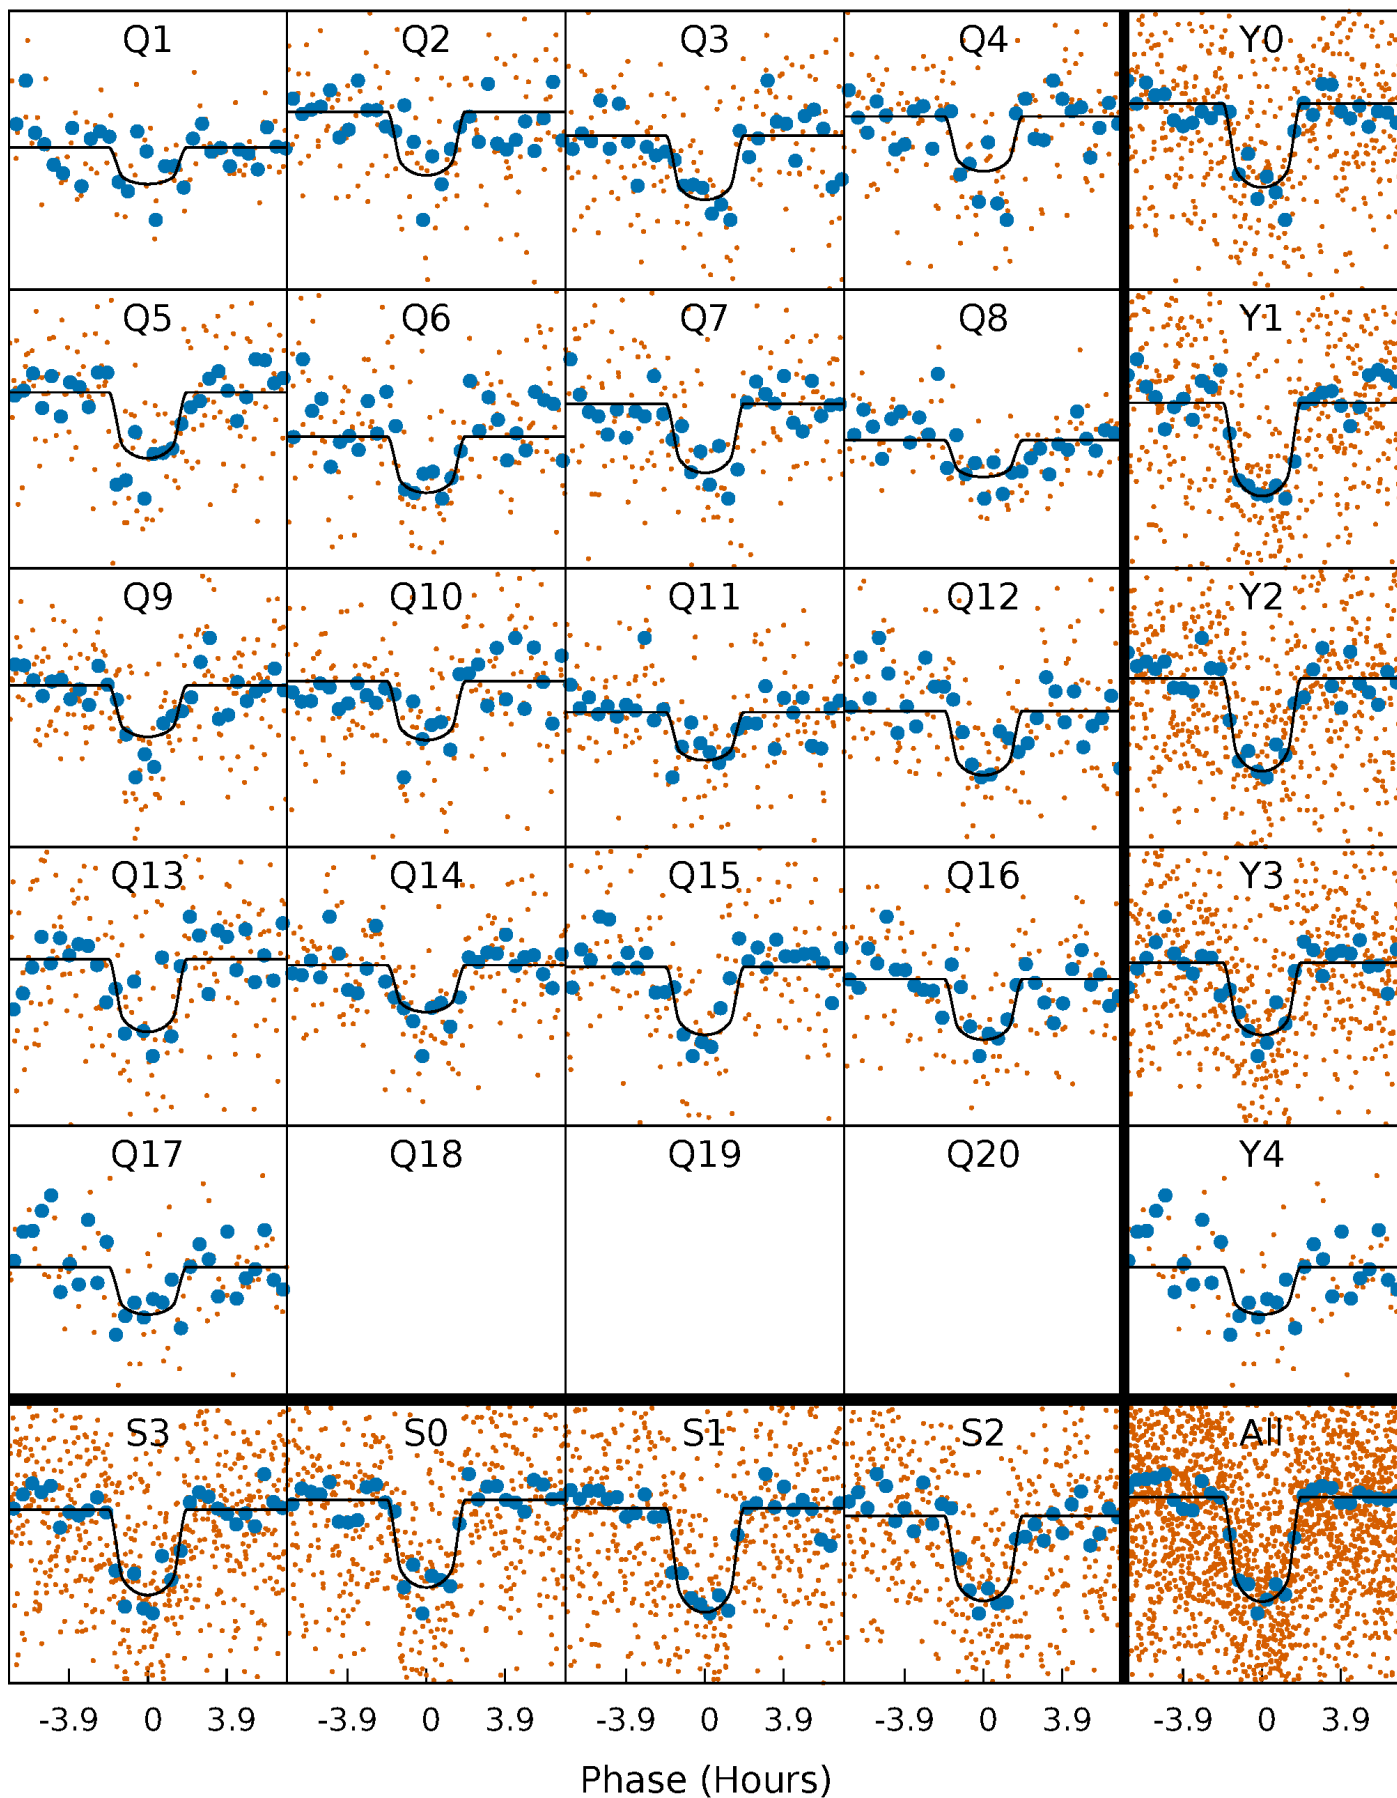 Q1 Q2 Q3 Q4 Y0
Q5 Q6 Q7 Q8 Y1
Q9 Q10 Q11 Q12 Y2
Q13 Q14 Q15 Q16 Y3
Q17 Q18 Q19 Q20 Y4
S3 S0 S1 S2 All
-3.9 0 3.9 -3.9 0 3.9 -3.9 0 3.9 -3.9 0 3.9 -3.9 0 3.9
Phase (Hours)